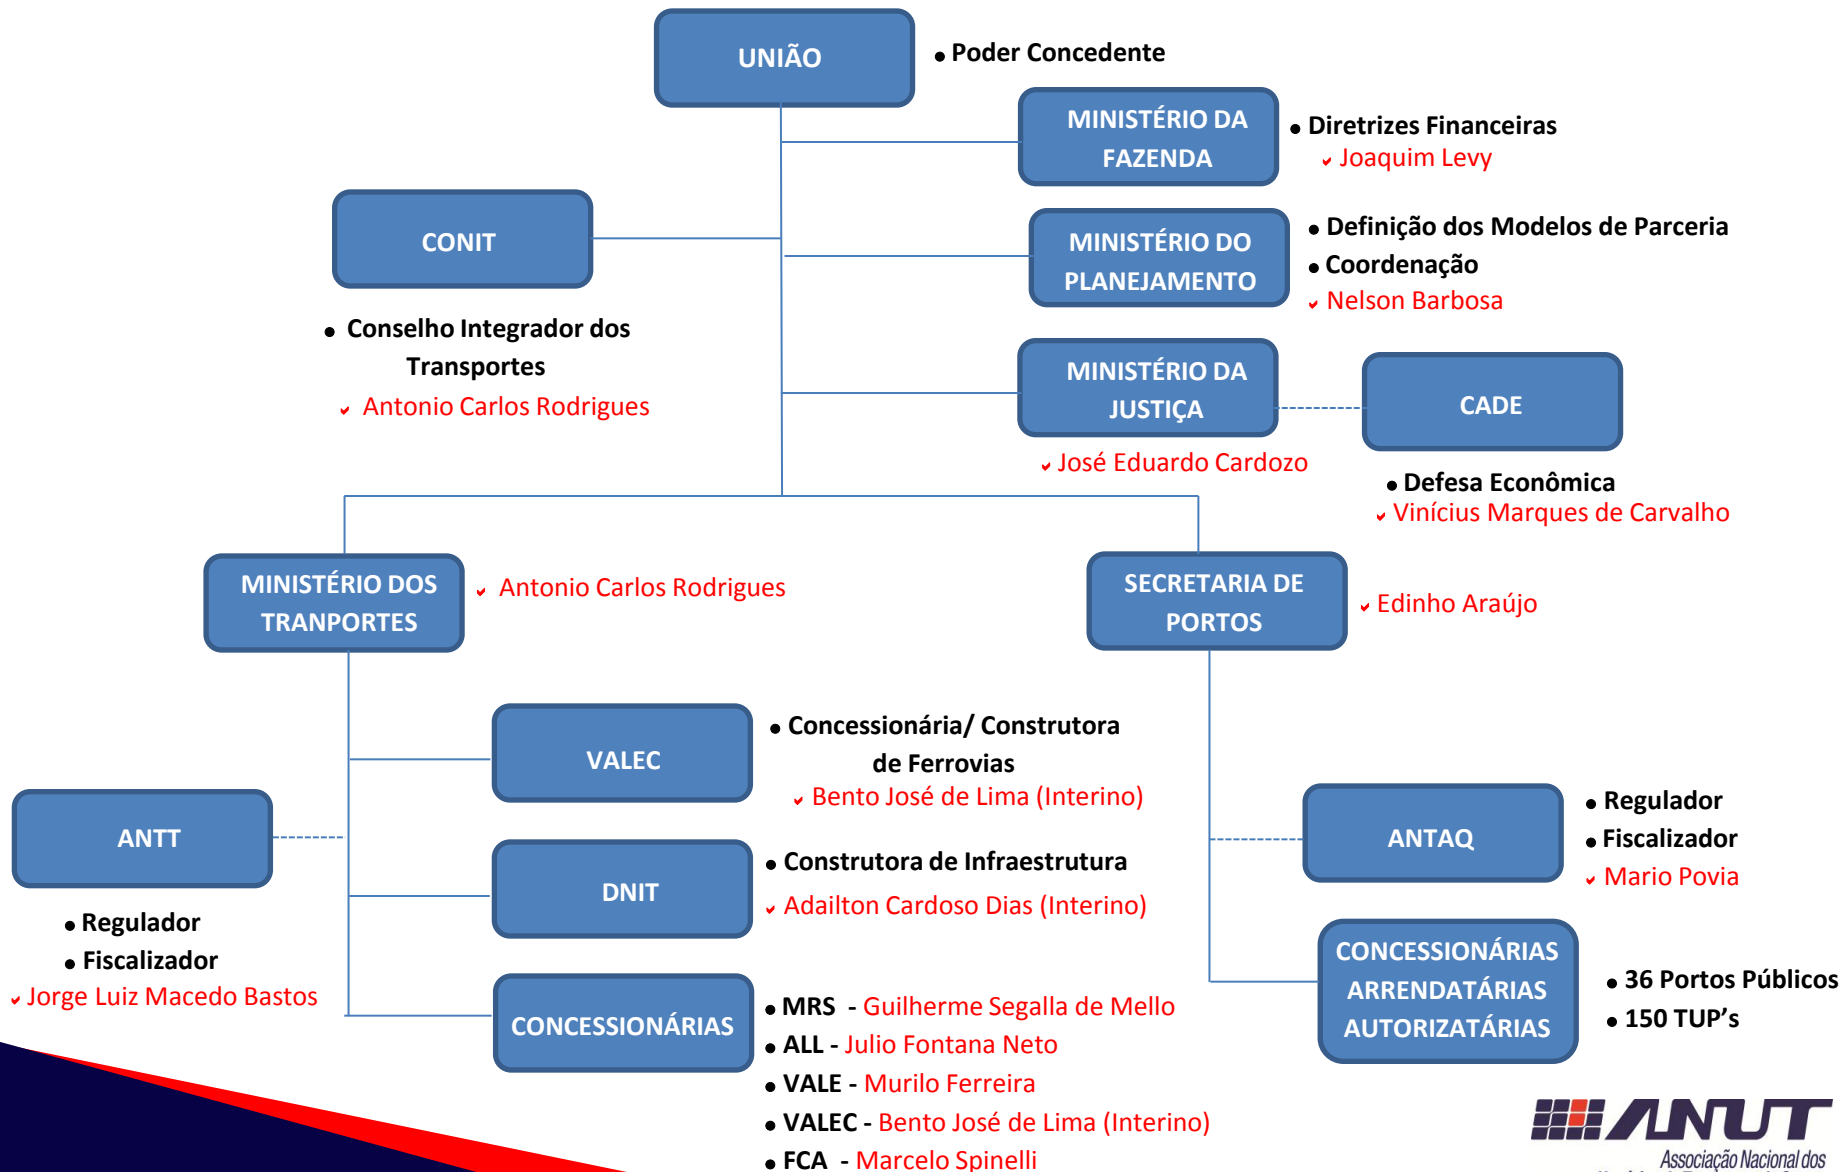 UNIÃO
• Poder Concedente
MINISTÉRIO DA
FAZENDA
• Diretrizes Financeiras
Joaquim Levy
CONIT
• Conselho Integrador dos
Transportes
Antonio Carlos Rodrigues
MINISTÉRIO DO
PLANEJAMENTO
• Definição dos Modelos de Parceria
• Coordenação
Nelson Barbosa
MINISTÉRIO DA
JUSTIÇA
José Eduardo Cardozo
CADE
• Defesa Econômica
Vinícius Marques de Carvalho
MINISTÉRIO DOS
TRANPORTES
Antonio Carlos Rodrigues
SECRETARIA DE
PORTOS
Edinho Araújo
VALEC
• Concessionária/ Construtora
de Ferrovias
Bento José de Lima (Interino)
ANTT
• Regulador
• Fiscalizador
Jorge Luiz Macedo Bastos
DNIT
• Construtora de Infraestrutura
Adailton Cardoso Dias (Interino)
CONCESSIONÁRIAS
• MRS - Guilherme Segalla de Mello
• ALL - Julio Fontana Neto
• VALE - Murilo Ferreira
• VALEC - Bento José de Lima (Interino)
• FCA - Marcelo Spinelli
ANTAQ
• Regulador
• Fiscalizador
Mario Povia
CONCESSIONÁRIAS
ARRENDATÁRIAS
AUTORIZATÁRIAS
• 36 Portos Públicos
• 150 TUP’s
ANUT
Associação Nacional dos